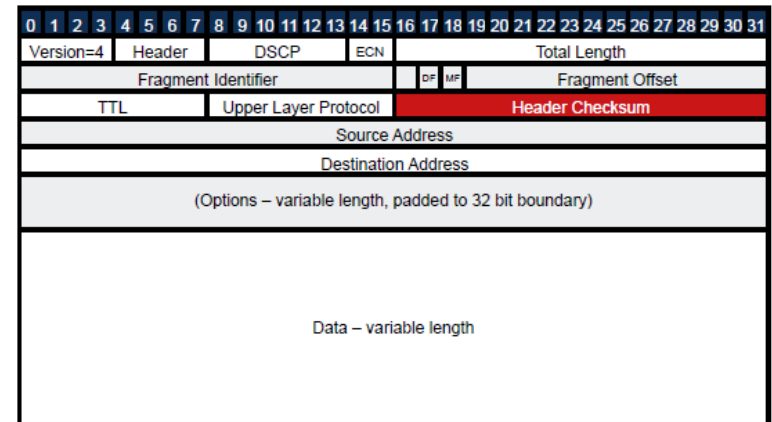 0 1 2 3 4 5 6 7 8 9 10 11 12 13 14 15 16 17 18 19 20 21 22 23 24 25 26 27 28 29 30 31
Version=4 Header DSCP ECN Total Length
Fragment Identifier DF MF Fragment Offset
TTL Upper Layer Protocol Header Checksum
Source Address
Destination Address
(Options – variable length, padded to 32 bit boundary)
Data – variable length